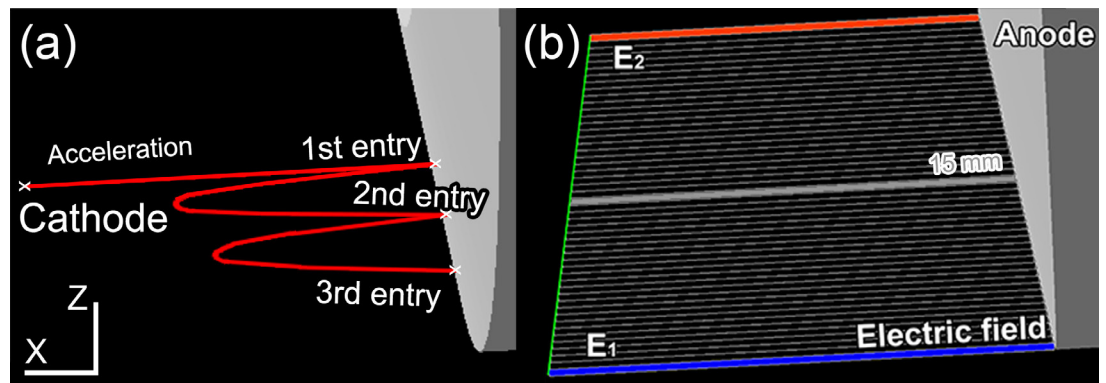 (a)
Acceleration
1st entry
2nd entry
Cathode
3rd entry
Z
X
(b)
Anode
E2
15 mm
Electric field
E1